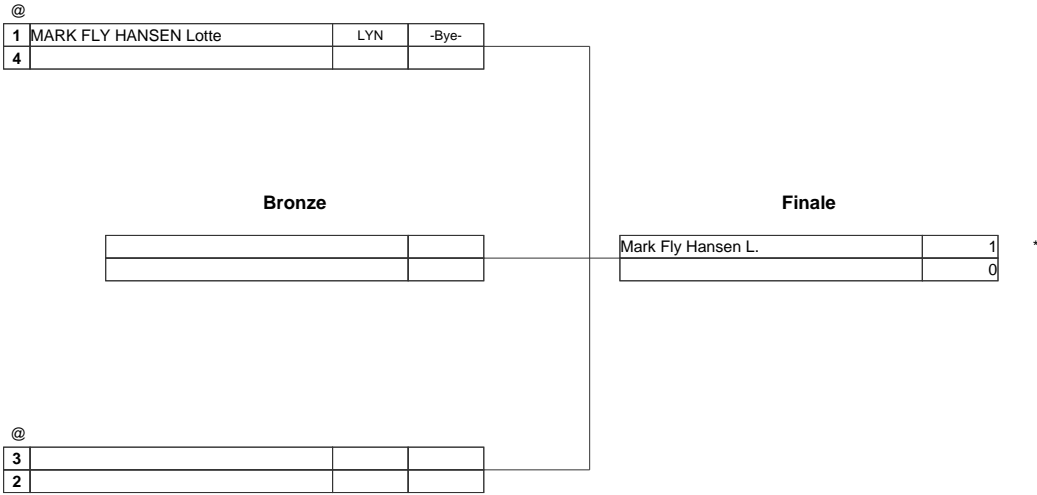 @
1 MARK FLY HANSEN Lotte LYN -Bye-
4
Bronze Finale
Mark Fly Hansen L. 1 *
0
@
3
2